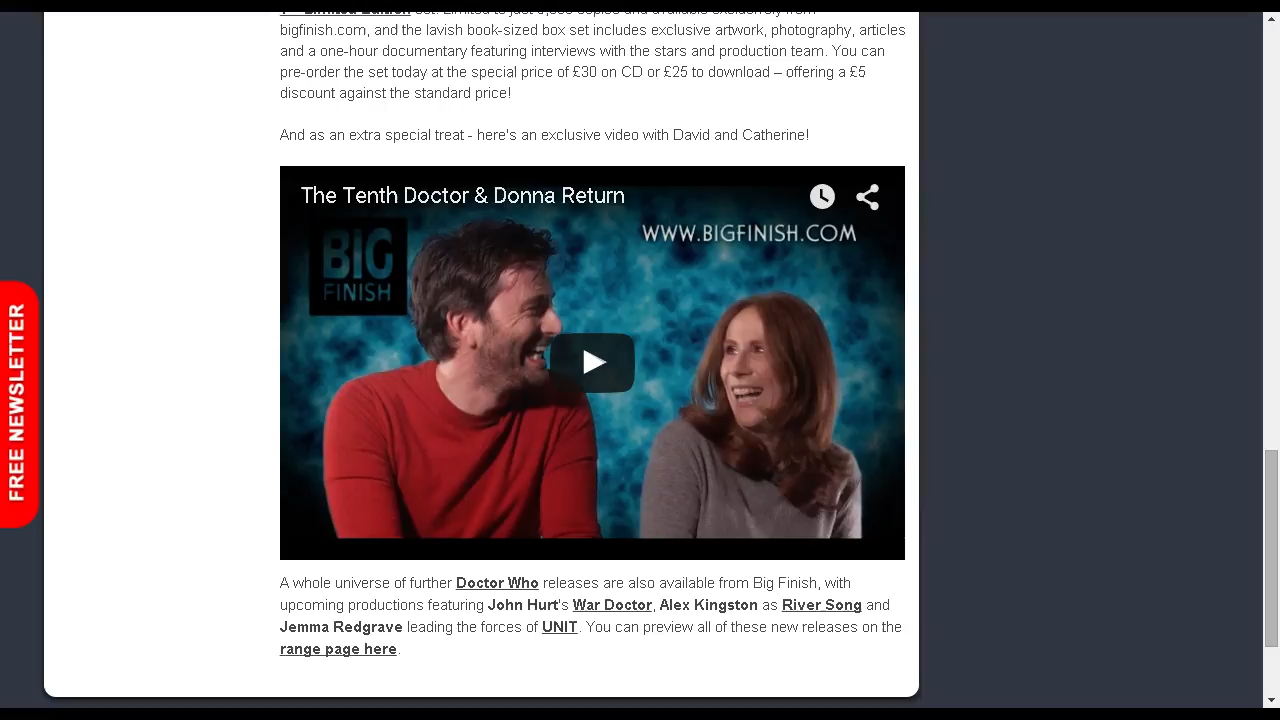 bigfinish.com, and the lavish book-sized box set includes exclusive artwork, photography, articles
and a one-hour documentary featuring interviews with the stars and production team. You can
pre-order the set today at the special price of £30 on CD or £25 to download – offering a £5
discount against the standard price!
And as an extra special treat - here's an exclusive video with David and Catherine!
The Tenth Doctor & Donna Return
WWW.BIGFINISH.COM
BIG
FINISH
FREE NEWSLETTER
A whole universe of further Doctor Who releases are also available from Big Finish, with
upcoming productions featuring John Hurt's War Doctor, Alex Kingston as River Song and
Jemma Redgrave leading the forces of UNIT. You can preview all of these new releases on the
range page here.